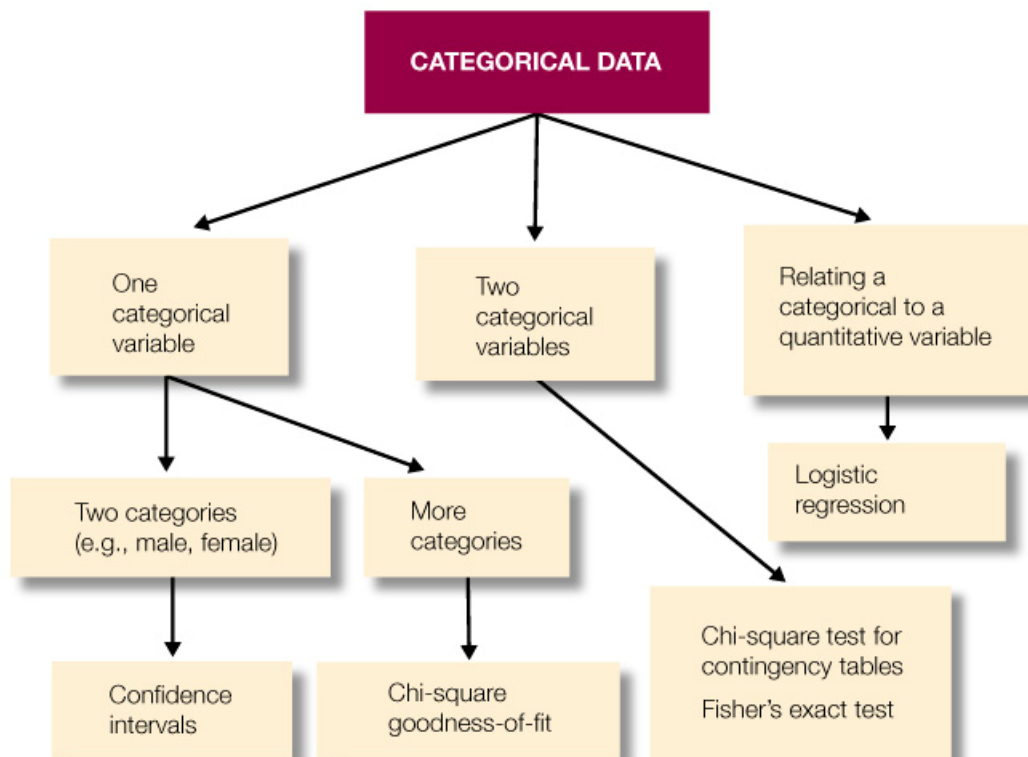 CATEGORICAL DATA
One
categorical
variable
Two
categorical
variables
Relating a
categorical to a
quantitative variable
Two categories
(e.g., male, female)
More
categories
Logistic
regression
Confidence
intervals
Chi-square
goodness-of-fit
Chi-square test for
contingency tables
Fisher’s exact test